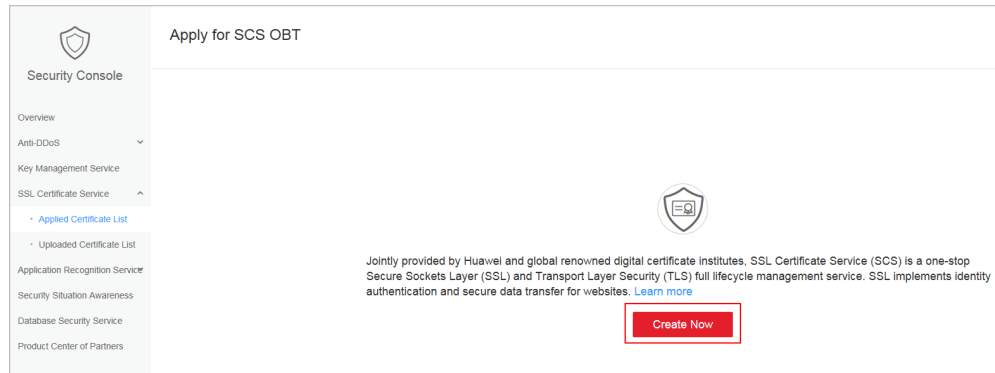 Security Console
Overview
Anti-DDoS
Key Management Service
SSL Certificate Service
Applied Certificate List
Uploaded Certificate List
Application Recognition Service
Security Situation Awareness
Database Security Service
Product Center of Partners
Apply for SCS OBT
Jointly provided by Huawei and global renowned digital certificate institutes, SSL Certificate Service (SCS) is a one-stop
Secure Sockets Layer (SSL) and Transport Layer Security (TLS) full lifecycle management service. SSL implements identity
authentication and secure data transfer for websites. Learn more
Create Now